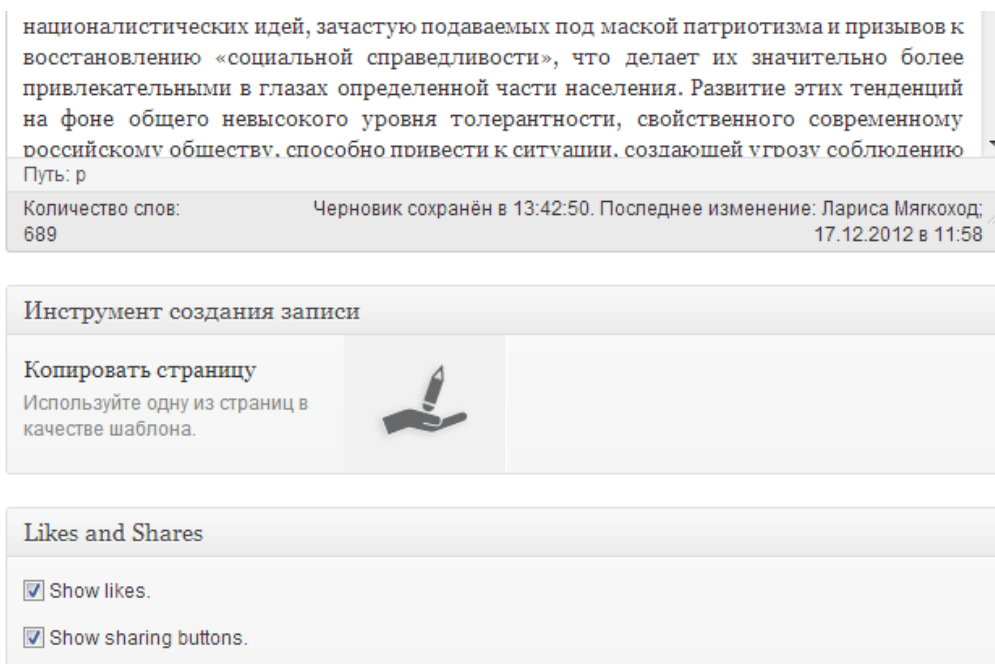 националистических идей, зачастую подаваемых под маской патриотизма и призывов к
восстановлению «социальной справедливости», что делает их значительно более
привлекательными в глазах определенной части населения. Развитие этих тенденций
на фоне общего невысокого уровня толерантности, свойственного современному
российскому обществу, способно привести к ситуации, создающей угрозу соблюдению
Путь: p
Количество слов:
689
Черновик сохранён в 13:42:50. Последнее изменение: Лариса Мягкоход;
17.12.2012 в 11:58
Инструмент создания записи
Копировать страницу
Используйте одну из страниц в
качестве шаблона.
Likes and Shares
Show likes.
Show sharing buttons.